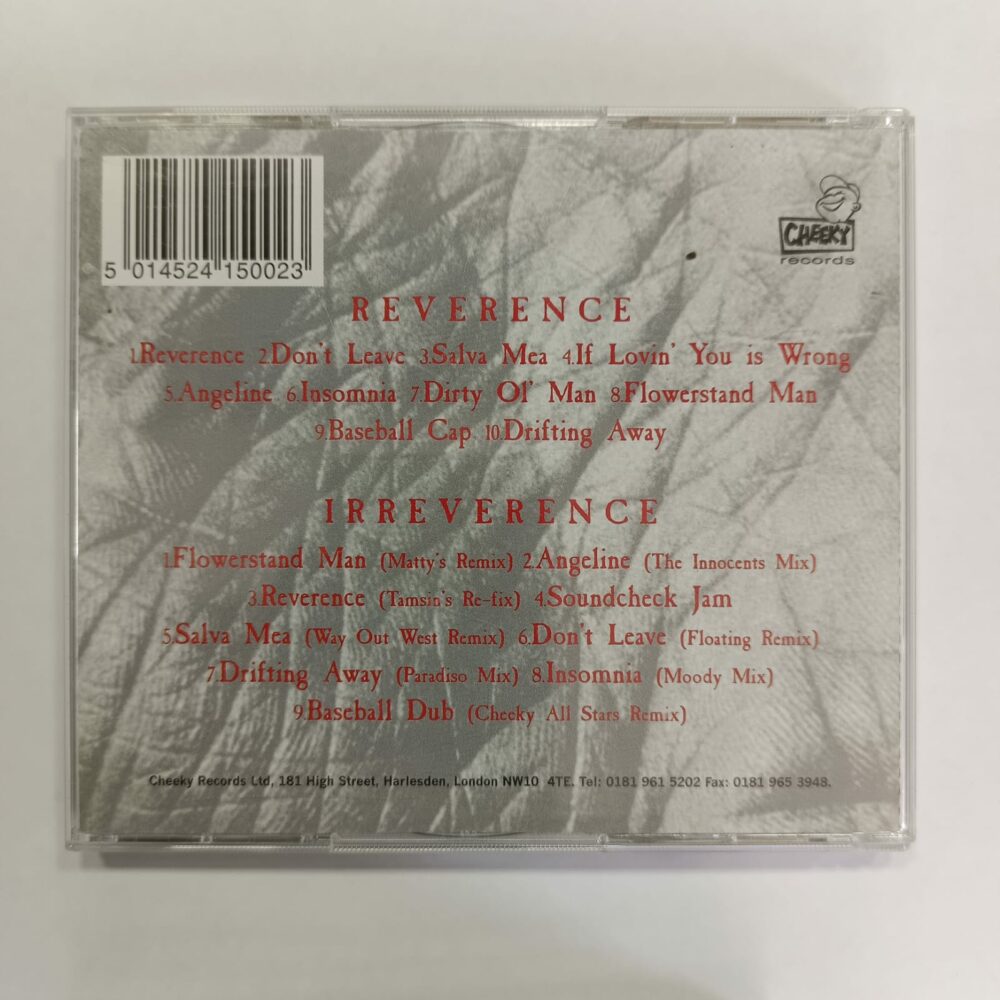 5 014524 150023
CHEEKY
records
REVERENCE
1.Reverence 2.Don't Leave 3.Salva Mea 4.If Lovin' You is Wrong
5.Angeline 6.Insomnia 7.Dirty Ol' Man 8.Flowerstand Man
9.Baseball Cap 10.Drifting Away
IRREVERENCE
1.Flowerstand Man (Matty's Remix) 2.Angeline (The Innocents Mix)
3.Reverence (Tamsin's Re-fix) 4.Soundcheck Jam
5.Salva Mea (Way Out West Remix) 6.Don't Leave (Floating Remix)
7.Drifting Away (Paradiso Mix) 8.Insomnia (Moody Mix)
9.Baseball Dub (Cheeky All Stars Remix)
Cheeky Records Ltd, 181 High Street, Harlesden, London NW10 4TE. Tel: 0181 961 5202 Fax: 0181 965 3948.